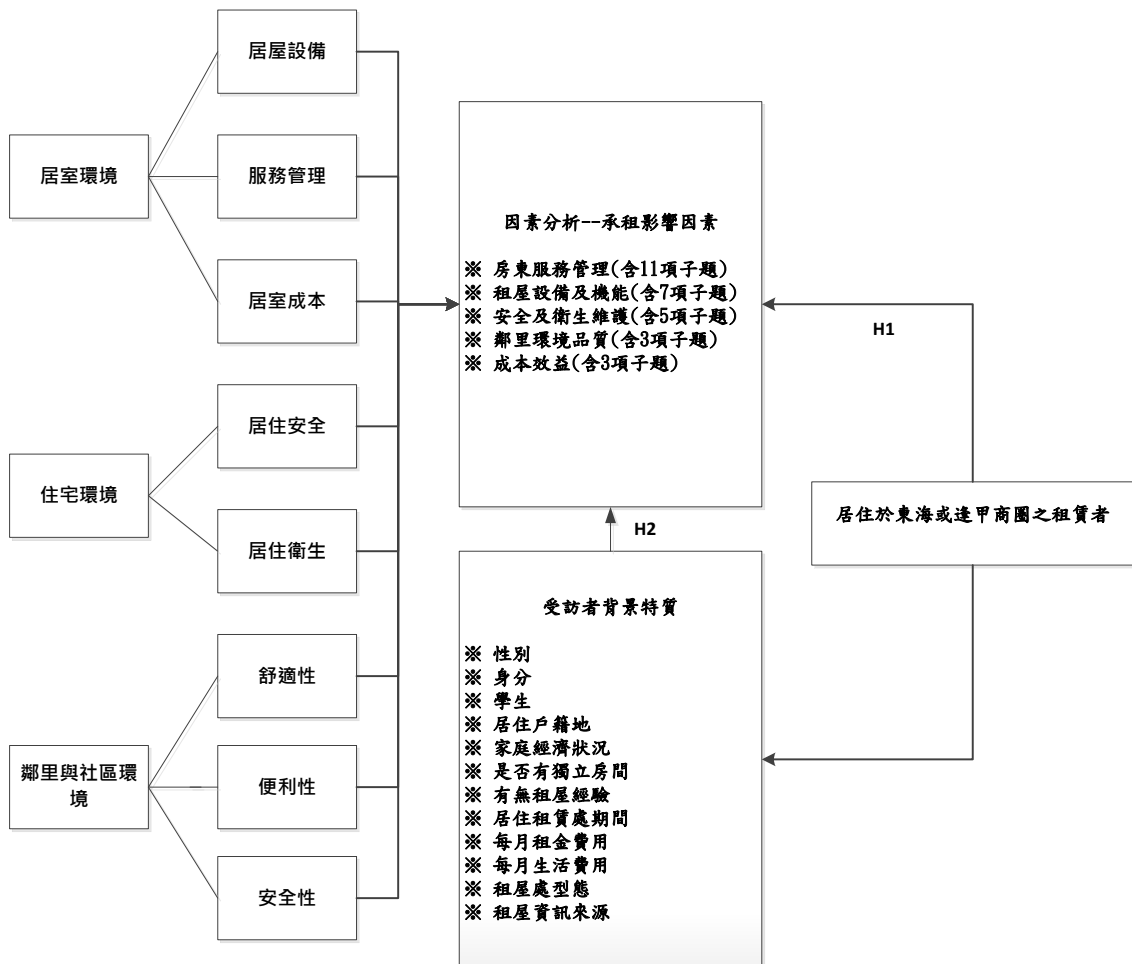 居室環境
居屋設備
服務管理
居室成本
住宅環境
居住安全
居住衛生
鄰里與社區環
境
舒適性
便利性
安全性
因素分析--承租影響因素
※ 房東服務管理(含11項子題)
※ 租屋設備及機能(含7項子題)
※ 安全及衛生維護(含5項子題)
※ 鄰里環境品質(含3項子題)
※ 成本效益(含3項子題)
H2
受訪者背景特質
※ 性別
※ 身分
※ 學生
※ 居住戶籍地
※ 家庭經濟狀況
※ 是否有獨立房間
※ 有無租屋經驗
※ 居住租賃處期間
※ 每月租金費用
※ 每月生活費用
※ 租屋處型態
※ 租屋資訊來源
H1
居住於東海或逢甲商圈之租賃者